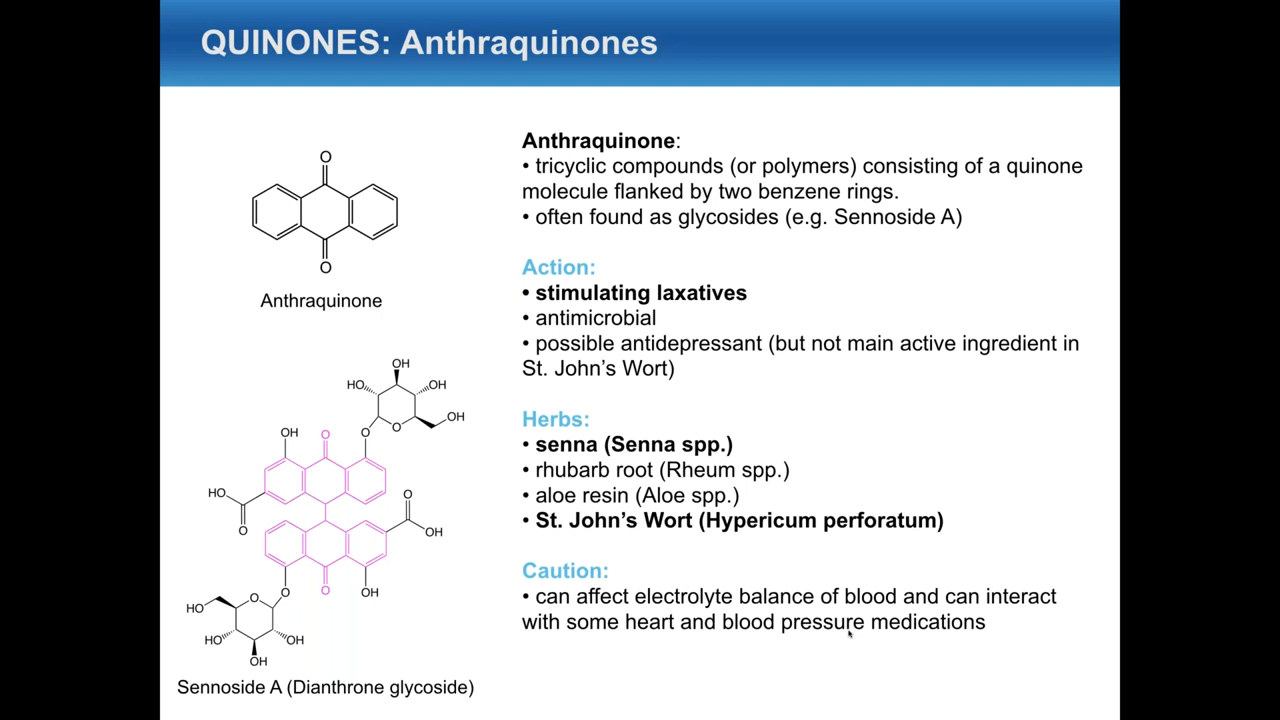 QUINONES: Anthraquinones
O
O
Anthraquinone
Anthraquinone:
• tricyclic compounds (or polymers) consisting of a quinone
molecule flanked by two benzene rings.
• often found as glycosides (e.g. Sennoside A)
Action:
• stimulating laxatives
• antimicrobial
• possible antidepressant (but not main active ingredient in
St. John's Wort)
Herbs:
• senna (Senna spp.)
• rhubarb root (Rheum spp.)
• aloe resin (Aloe spp.)
• St. John's Wort (Hypericum perforatum)
Caution:
• can affect electrolyte balance of blood and can interact
with some heart and blood pressure medications
OH
HO OH
OH
O
OH O O
HO O
O OH
O O O OH
HO
HO OH
OH
Sennoside A (Dianthrone glycoside)